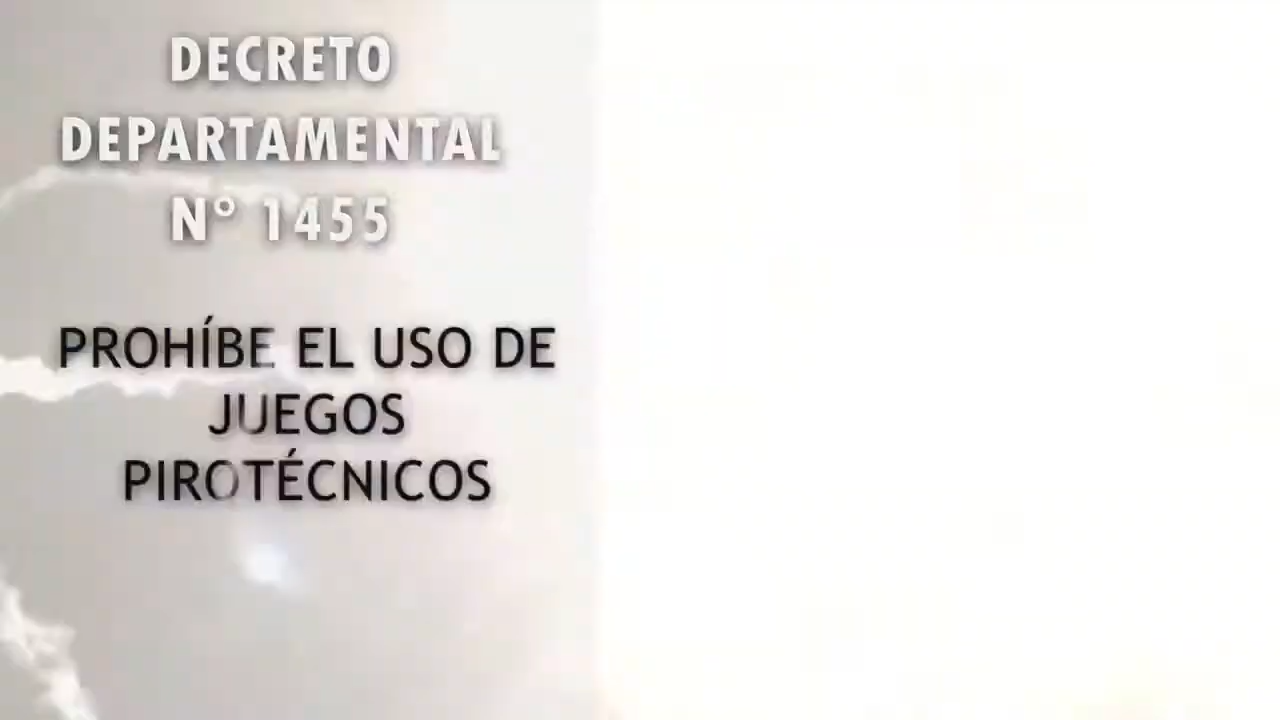 DECRETO
DEPARTAMENTAL
N° 1455
PROHÍBE EL USO DE
JUEGOS
PIROTÉCNICOS